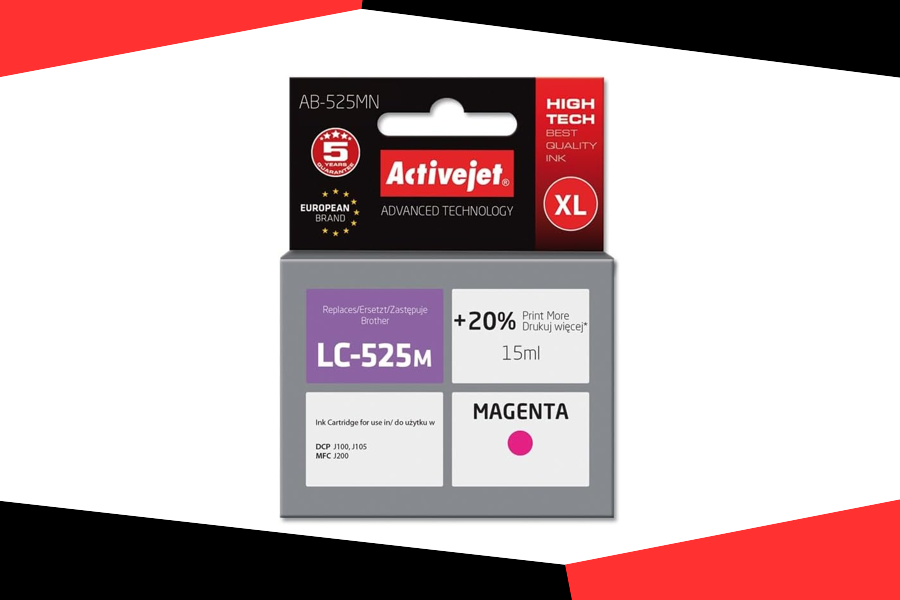 AB-525MN
5
YEARS
GUARANTEE
EUROPEAN
BRAND
Activejet®
ADVANCED TECHNOLOGY
HIGH
TECH
BEST
QUALITY
INK
XL
Replaces/Ersetzt/Zastępuje
Brother
LC-525M
+20% Print More
Drukuj więcej*
15ml
Ink Cartridge for use in/ do użytku w
DCP J100, J105
MFC J200
MAGENTA